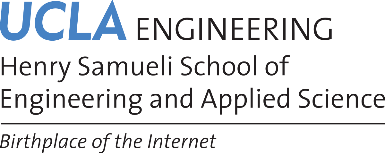 UCLA ENGINEERING
Henry Samueli School of
Engineering and Applied Science
Birthplace of the Internet